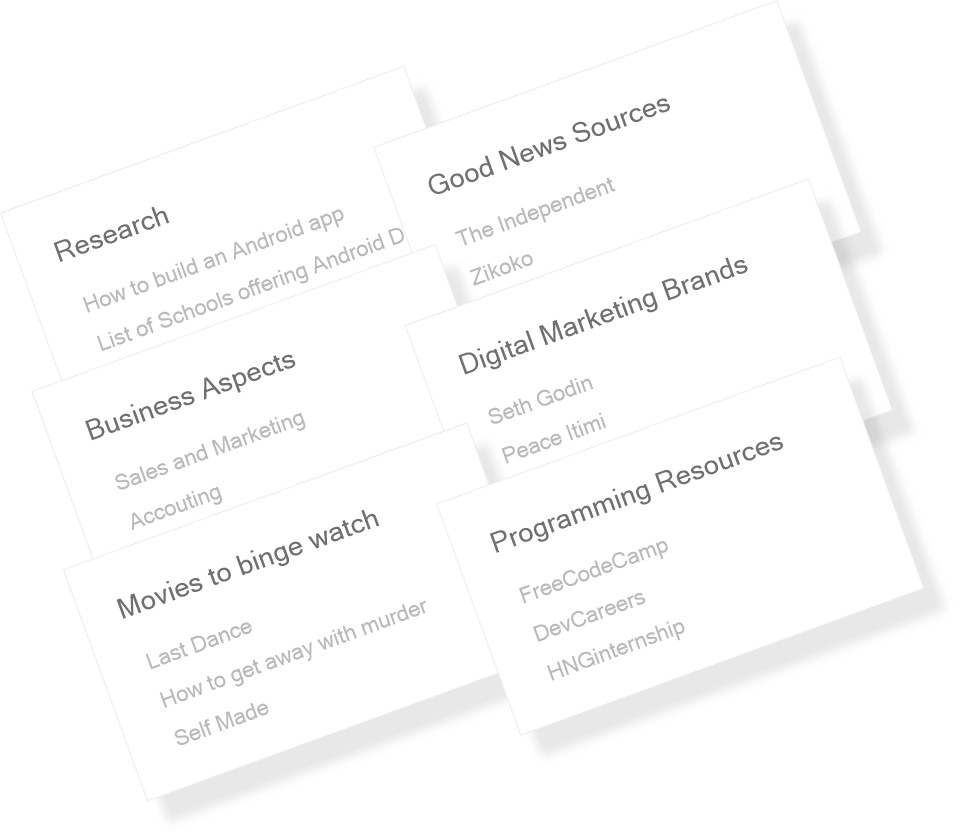 Research
How to build an Android app
List of Schools offering Android D
Business Aspects
Sales and Marketing
Accouting
Movies to binge watch
Last Dance
How to get away with murder
Self Made
Good News Sources
The Independent
Zikoko
Digital Marketing Brands
Seth Godin
Peace Itimi
Programming Resources
FreeCodeCamp
DevCareers
HNGinternship